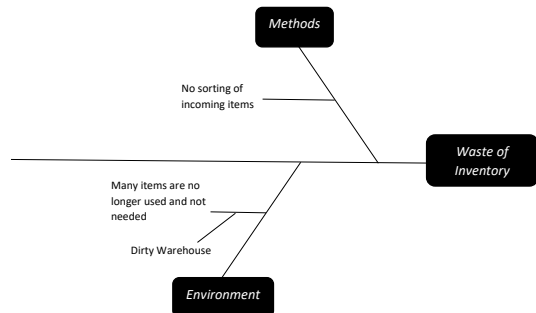 Methods
No sorting of
incoming items
Waste of
Inventory
Many items are no
longer used and not
needed
Dirty Warehouse
Environment